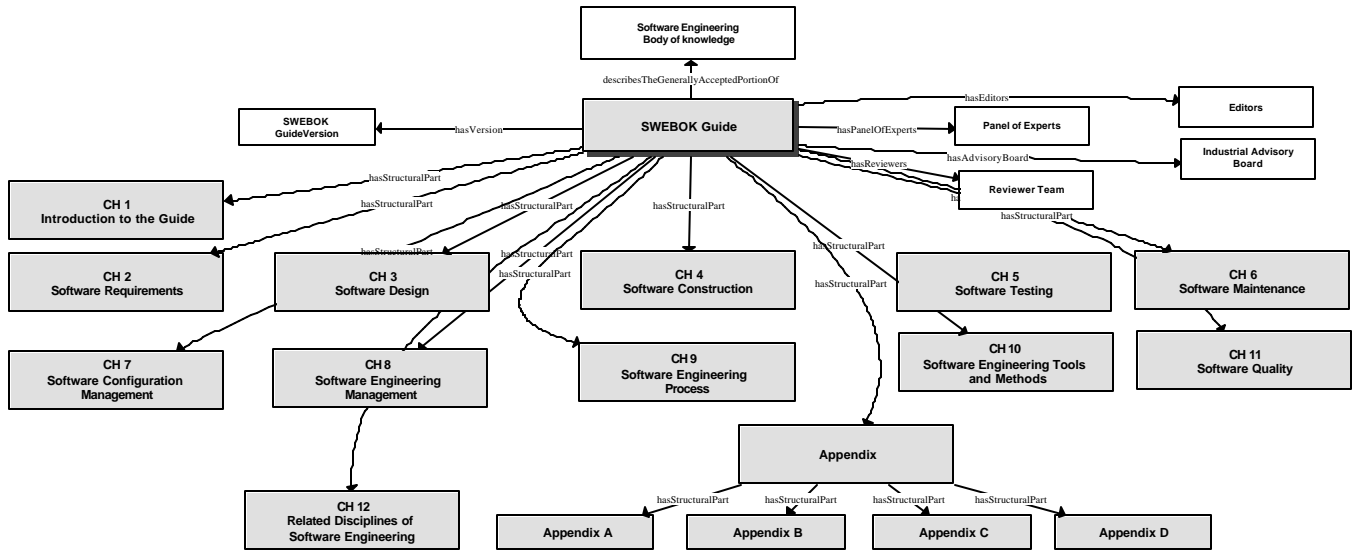 Software Engineering
Body of knowledge
describesTheGenerallyAcceptedPortionOf
SWEBOK
GuideVersion
hasVersion
SWEBOK Guide
hasEditors
Editors
hasPanelOfExperts
Panel of Experts
hasAdvisoryBoard
Industrial Advisory
Board
hasReviewers
Reviewer Team
ha
hasStructuralPart
hasStructuralPart
hasStructuralPart
hasStructuralPart
hasStructuralPart
hasStructuralPart
hasStructuralPart
hasStructuralPart
hasStructuralPart
hasStructuralPart
hasStructuralPart
CH 1
Introduction to the Guide
CH 2
Software Requirements
CH 3
Software Design
CH 4
Software Construction
CH 5
Software Testing
CH 6
Software Maintenance
CH 7
Software Configuration
Management
CH 8
Software Engineering
Management
CH 9
Software Engineering
Process
CH 10
Software Engineering Tools
and Methods
CH 11
Software Quality
Appendix
CH 12
Related Disciplines of
Software Engineering
hasStructuralPart
hasStructuralPart
hasStructuralPart
hasStructuralPart
Appendix A
Appendix B
Appendix C
Appendix D